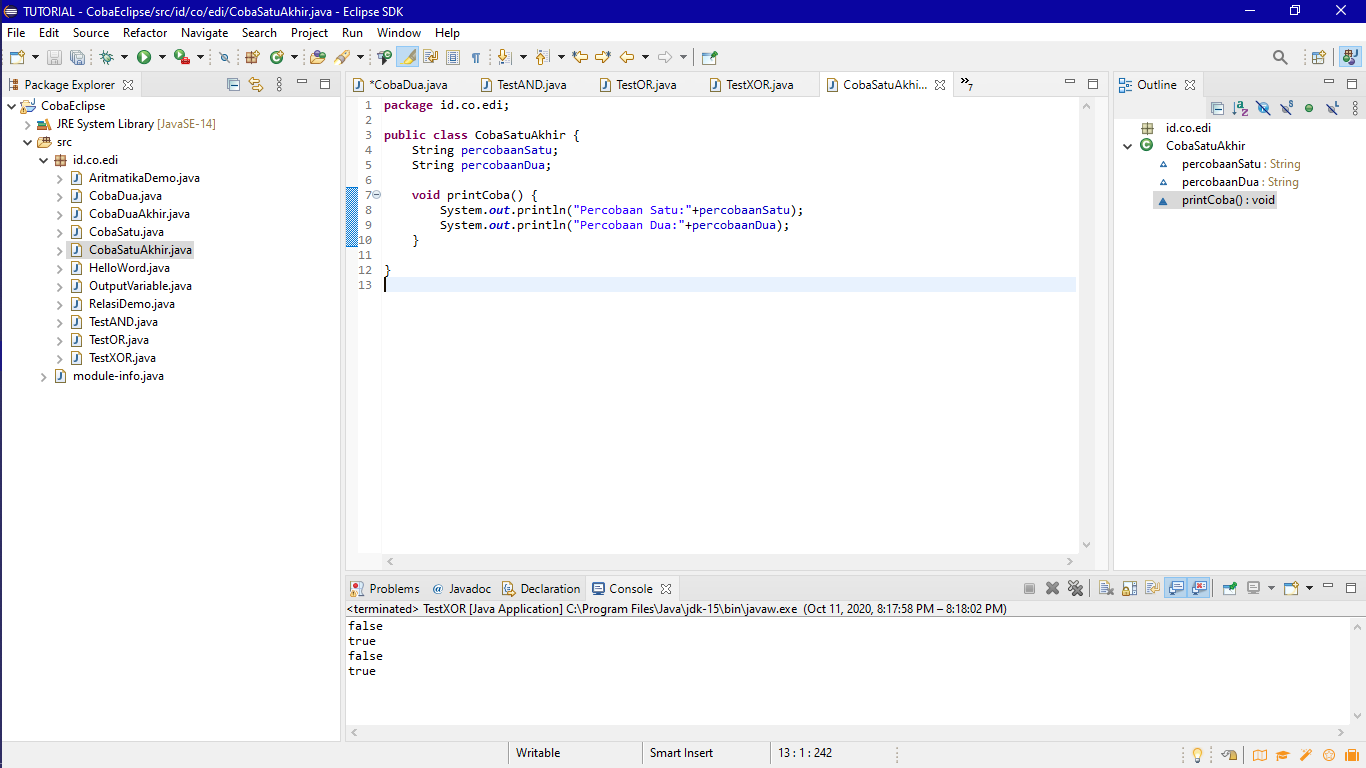 TUTORIAL - CobaEclipse/src/id/co/edi/CobaSatuAkhir.java - Eclipse SDK
File Edit Source Refactor Navigate Search Project Run Window Help
Package Explorer
CobaEclipse
JRE System Library [JavaSE-14]
src
id.co.edi
AritmatikaDemo.java
CobaDua.java
CobaDuaAkhir.java
CobaSatu.java
CobaSatuAkhir.java
HelloWord.java
OutputVariable.java
RelasiDemo.java
TestAND.java
TestOR.java
TestXOR.java
module-info.java
*CobaDua.java TestAND.java TestOR.java TestXOR.java CobaSatuAkhi... »7
1 package id.co.edi;
2
3 public class CobaSatuAkhir {
4 String percobaanSatu;
5 String percobaanDua;
6
7 void printCoba() {
8 System.out.println("Percobaan Satu:"+percobaanSatu);
9 System.out.println("Percobaan Dua:"+percobaanDua);
10 }
11
12 }
13
Outline
id.co.edi
CobaSatuAkhir
percobaanSatu : String
percobaanDua : String
printCoba() : void
Problems @ Javadoc Declaration Console
<terminated> TestXOR [Java Application] C:\Program Files\Java\jdk-15\bin\javaw.exe (Oct 11, 2020, 8:17:58 PM – 8:18:02 PM)
false
true
false
true
Writable Smart Insert 13 : 1 : 242